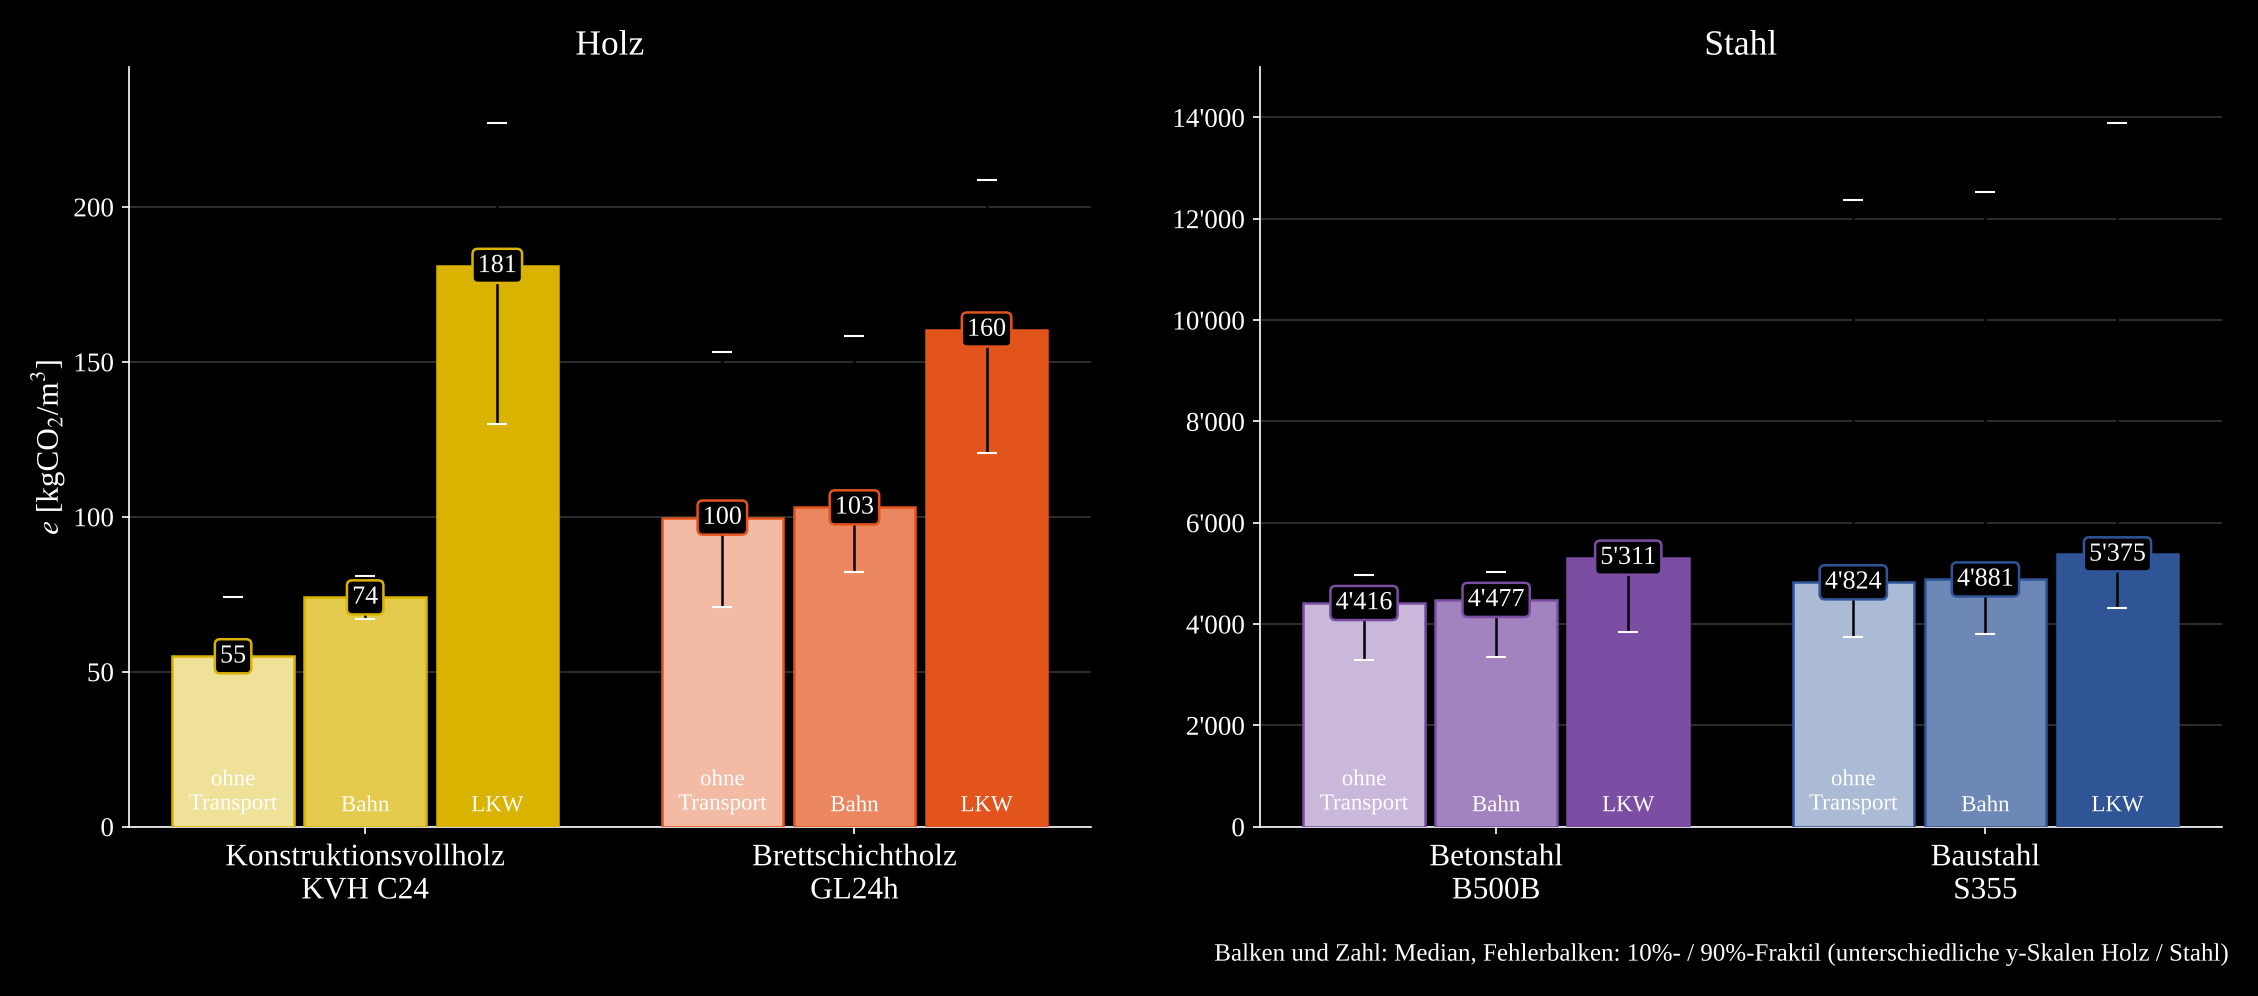 Holz
e [kgCO₂/m³]
200
150
100
50
0
55
74
181
100
103
160
ohne
Transport
Bahn
LKW
ohne
Transport
Bahn
LKW
Konstruktionsvollholz
KVH C24
Brettschichtholz
GL24h
Stahl
14'000
12'000
10'000
8'000
6'000
4'000
2'000
0
4'416
4'477
5'311
4'824
4'881
5'375
ohne
Transport
Bahn
LKW
ohne
Transport
Bahn
LKW
Betonstahl
B500B
Baustahl
S355
Balken und Zahl: Median, Fehlerbalken: 10%- / 90%-Fraktil (unterschiedliche y-Skalen Holz / Stahl)